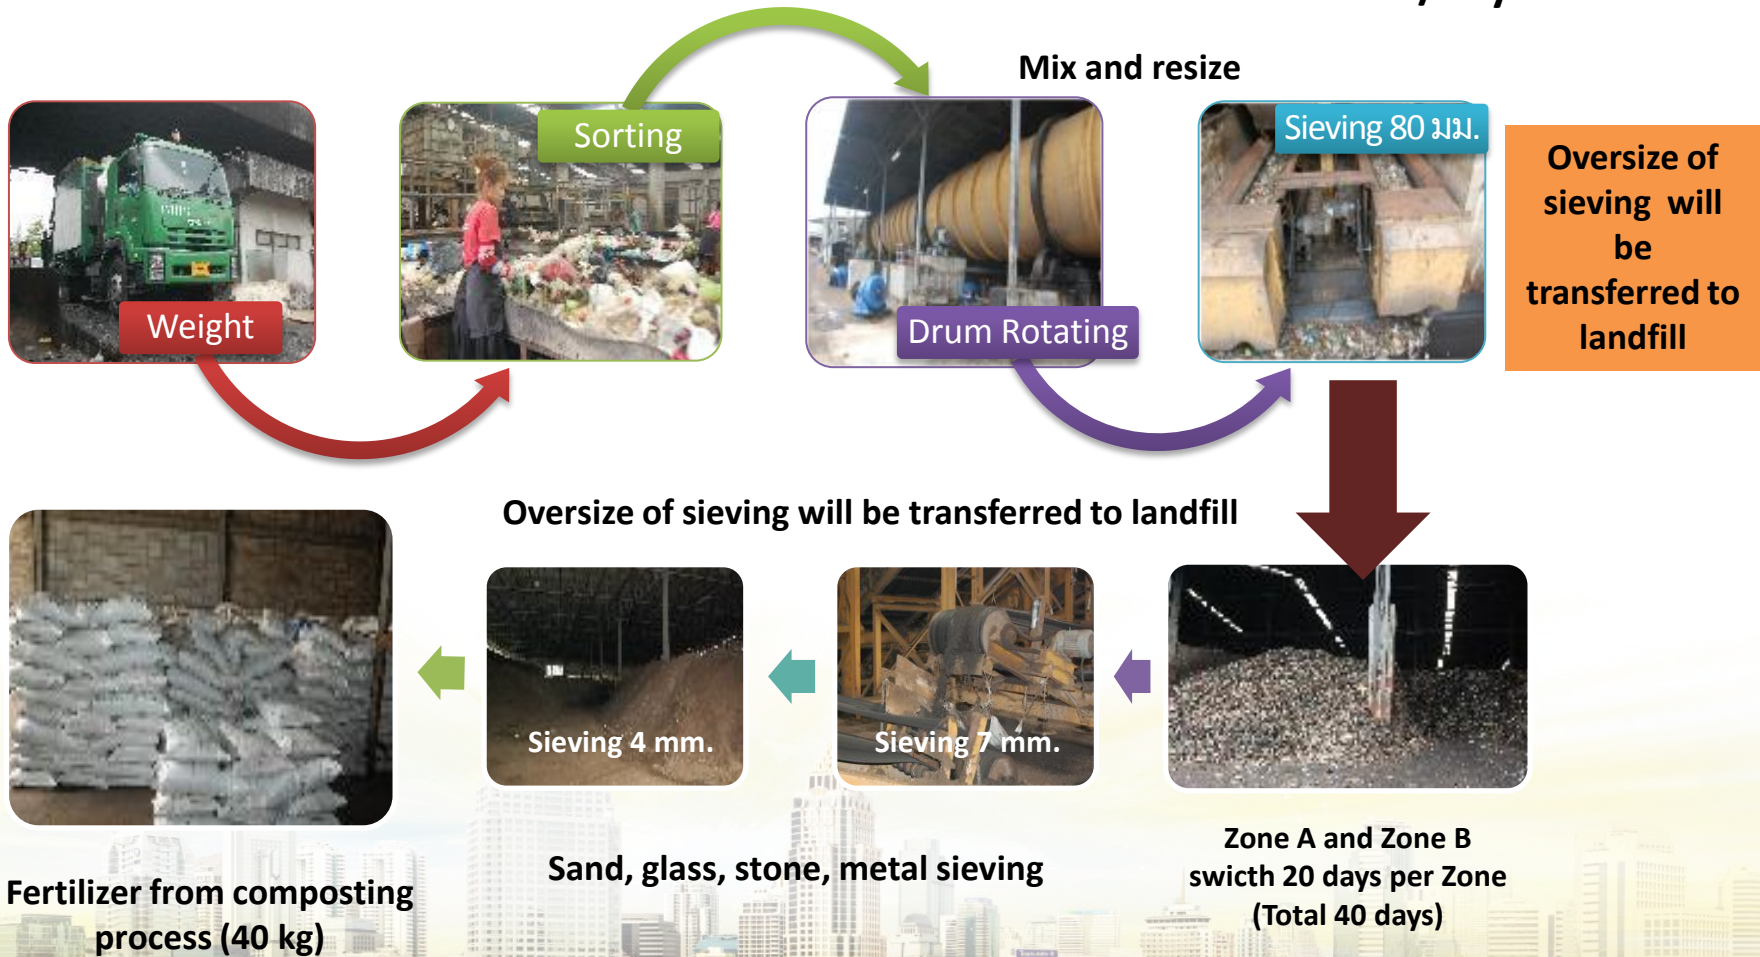 Mix and resize
Weight
Sorting
Drum Rotating
Sieving 80 มม.
Oversize of
sieving will
be
transferred to
landfill
Oversize of sieving will be transferred to landfill
Sieving 4 mm.
Sieving 7 mm.
Fertilizer from composting
process (40 kg)
Sand, glass, stone, metal sieving
Zone A and Zone B
swicth 20 days per Zone
(Total 40 days)